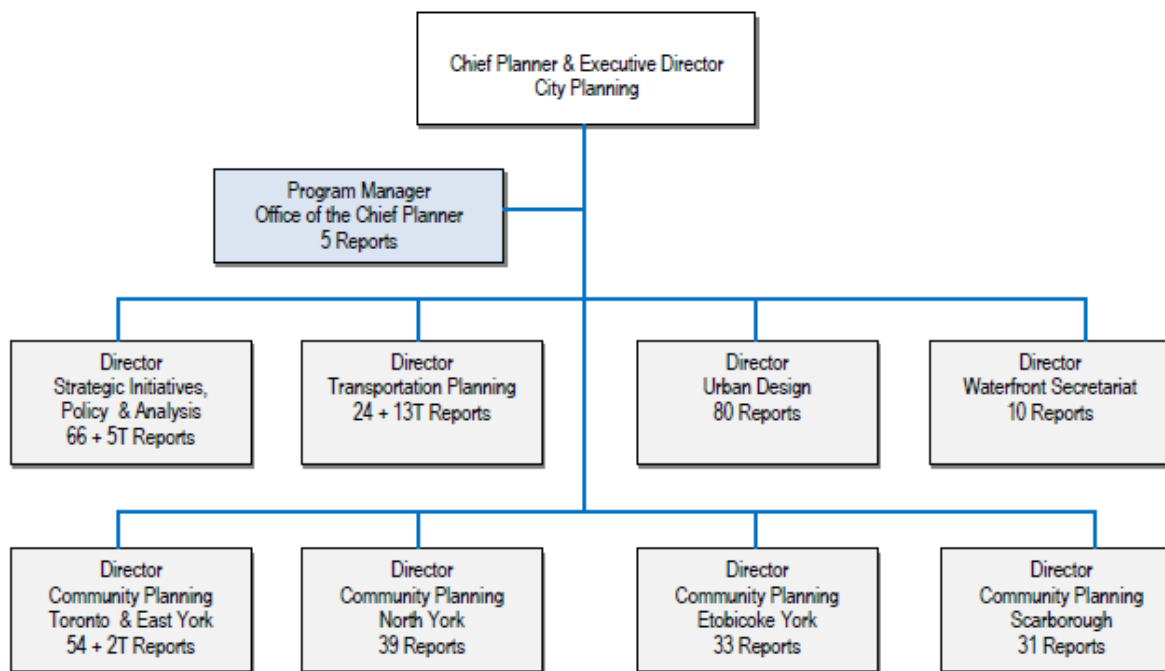 Chief Planner & Executive Director
City Planning
Program Manager
Office of the Chief Planner
5 Reports
Director
Strategic Initiatives,
Policy & Analysis
66 + 5T Reports
Director
Transportation Planning
24 + 13T Reports
Director
Urban Design
80 Reports
Director
Waterfront Secretariat
10 Reports
Director
Community Planning
Toronto & East York
54 + 2T Reports
Director
Community Planning
North York
39 Reports
Director
Community Planning
Etobicoke York
33 Reports
Director
Community Planning
Scarborough
31 Reports